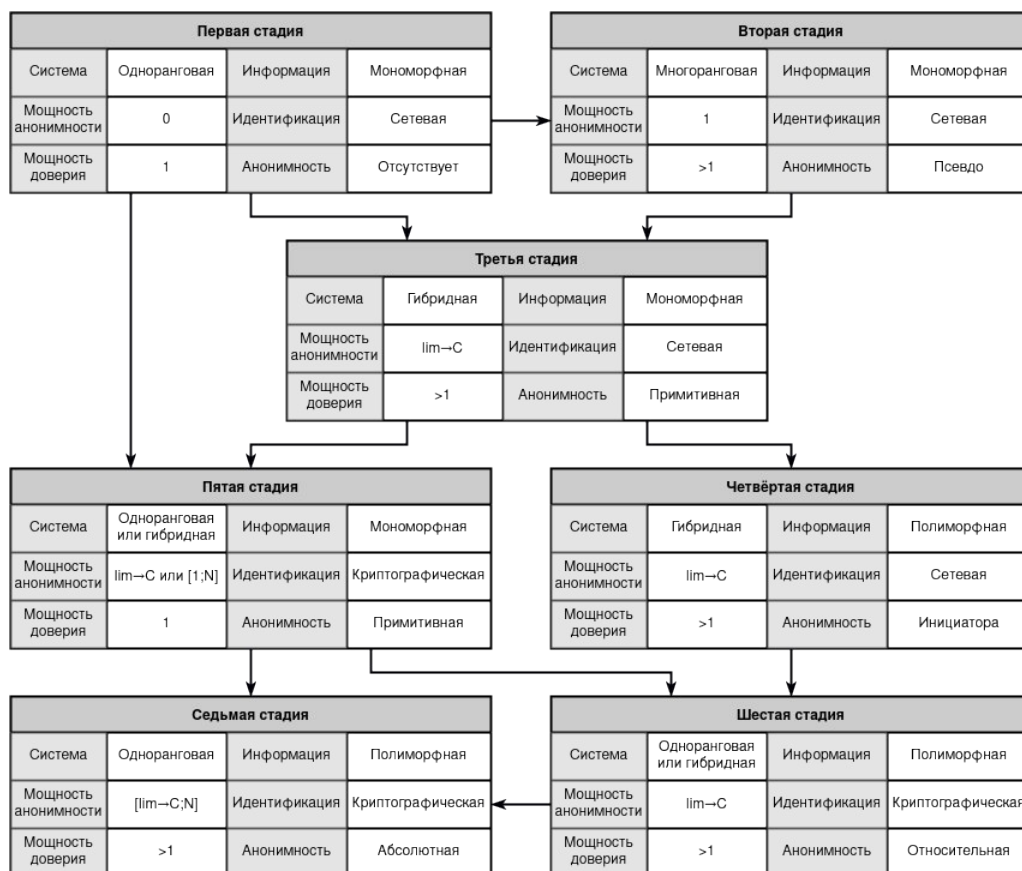 Первая стадия
Система Одноранговая Информация Мономорфная
Мощность
анонимности 0 Идентификация Сетевая
Мощность
доверия 1 Анонимность Отсутствует
Вторая стадия
Система Многоранговая Информация Мономорфная
Мощность
анонимности 1 Идентификация Сетевая
Мощность
доверия >1 Анонимность Псевдо
Третья стадия
Система Гибридная Информация Мономорфная
Мощность
анонимности lim→C Идентификация Сетевая
Мощность
доверия >1 Анонимность Примитивная
Пятая стадия
Система Одноранговая
или гибридная Информация Мономорфная
Мощность
анонимности lim→C или [1;N] Идентификация Криптографическая
Мощность
доверия 1 Анонимность Примитивная
Четвёртая стадия
Система Гибридная Информация Полиморфная
Мощность
анонимности lim→C Идентификация Сетевая
Мощность
доверия >1 Анонимность Инициатора
Седьмая стадия
Система Одноранговая Информация Полиморфная
Мощность
анонимности [lim→C;N] Идентификация Криптографическая
Мощность
доверия >1 Анонимность Абсолютная
Шестая стадия
Система Одноранговая
или гибридная Информация Полиморфная
Мощность
анонимности lim→C Идентификация Криптографическая
Мощность
доверия >1 Анонимность Относительная